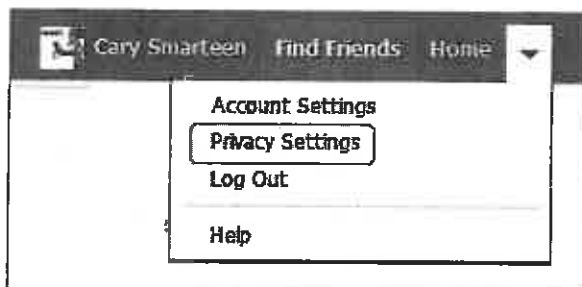 Cary Smarteen Find Friends Home
Account Settings
Privacy Settings
Log Out
Help